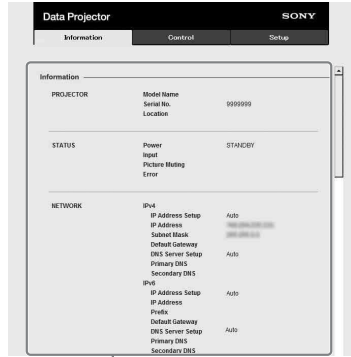 Data Projector SONY
Information Control Setup
Information
PROJECTOR Model Name
Serial No. 9999999
Location
STATUS Power STANDBY
Input
Picture Muting
Error
NETWORK IPv4
IP Address Setup Auto
IP Address
Subnet Mask
Default Gateway
DNS Server Setup Auto
Primary DNS
Secondary DNS
IPv6
IP Address Setup Auto
IP Address
Prefix
Default Gateway
DNS Server Setup Auto
Primary DNS
Secondary DNS